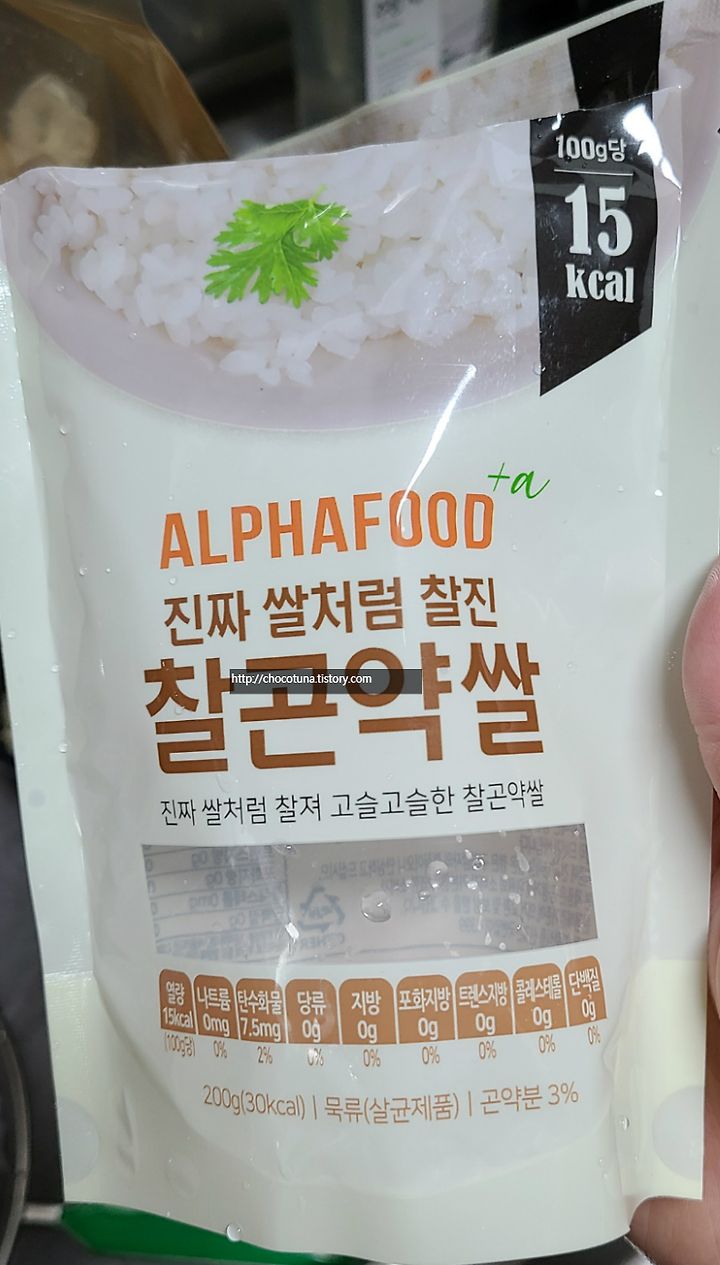 100g당
15
kcal
ALPHAFOOD +a
진짜 쌀처럼 찰진
찰곤약쌀
http://chocotuna.tistory.com
진짜 쌀처럼 찰져 고슬고슬한 찰곤약쌀
열량 나트륨 탄수화물 당류 지방 포화지방 트랜스지방 콜레스테롤 단백질
15kcal 0mg 7.5mg 0g 0g 0g 0g 0g 0g
(100g당) 0% 2% 0% 0% 0% 0% 0% 0%
200g(30kcal) | 묵류(살균제품) | 곤약분 3%